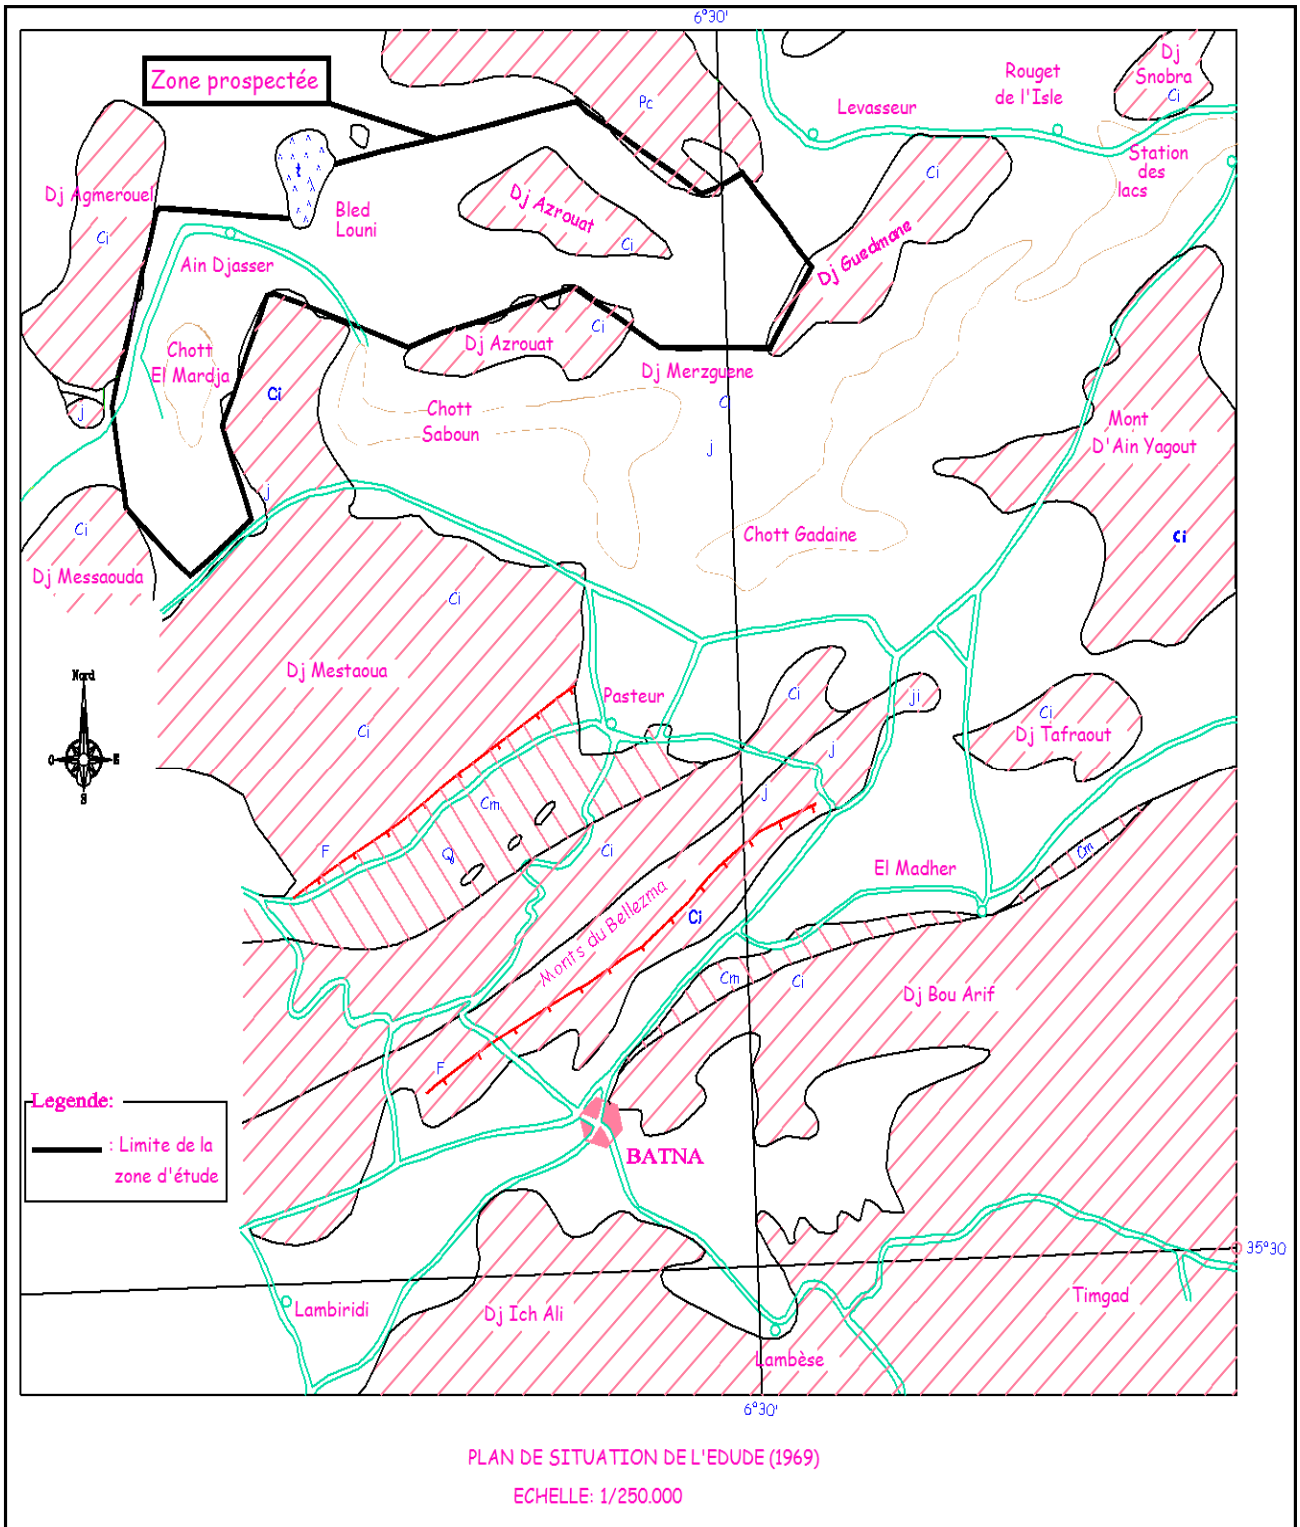 6°30'
Zone prospectée
Pc
Levasseur
Rouget
de l'Isle
Dj
Snobra
Ci
Station
des
lacs
Dj Agmerouel
Ci
Bled
Louni
Dj Azrouat
Ci
Ci
Dj Guedmane
Ain Djasser
Chott
El Mardja
Ci
Dj Azrouat
Ci
Dj Merzguene
C
j
j
Chott
Saboun
Mont
D'Ain Yagout
Ci
j
Chott Gadaine
Ci
Dj Messaouda
Ci
Dj Mestaoua
Ci
Nord
O
E
S
Pasteur
Ci
ji
Ci
Dj Tafraout
j
j
Cm
F
Q
Ci
El Madher
Cm
Monts du Bellezma
Ci
Cm
Ci
Dj Bou Arif
F
Legende:
: Limite de la
zone d'étude
BATNA
35°30
Lambiridi
Dj Ich Ali
Timgad
Lambèse
6°30'
PLAN DE SITUATION DE L'EDUDE (1969)
ECHELLE: 1/250.000